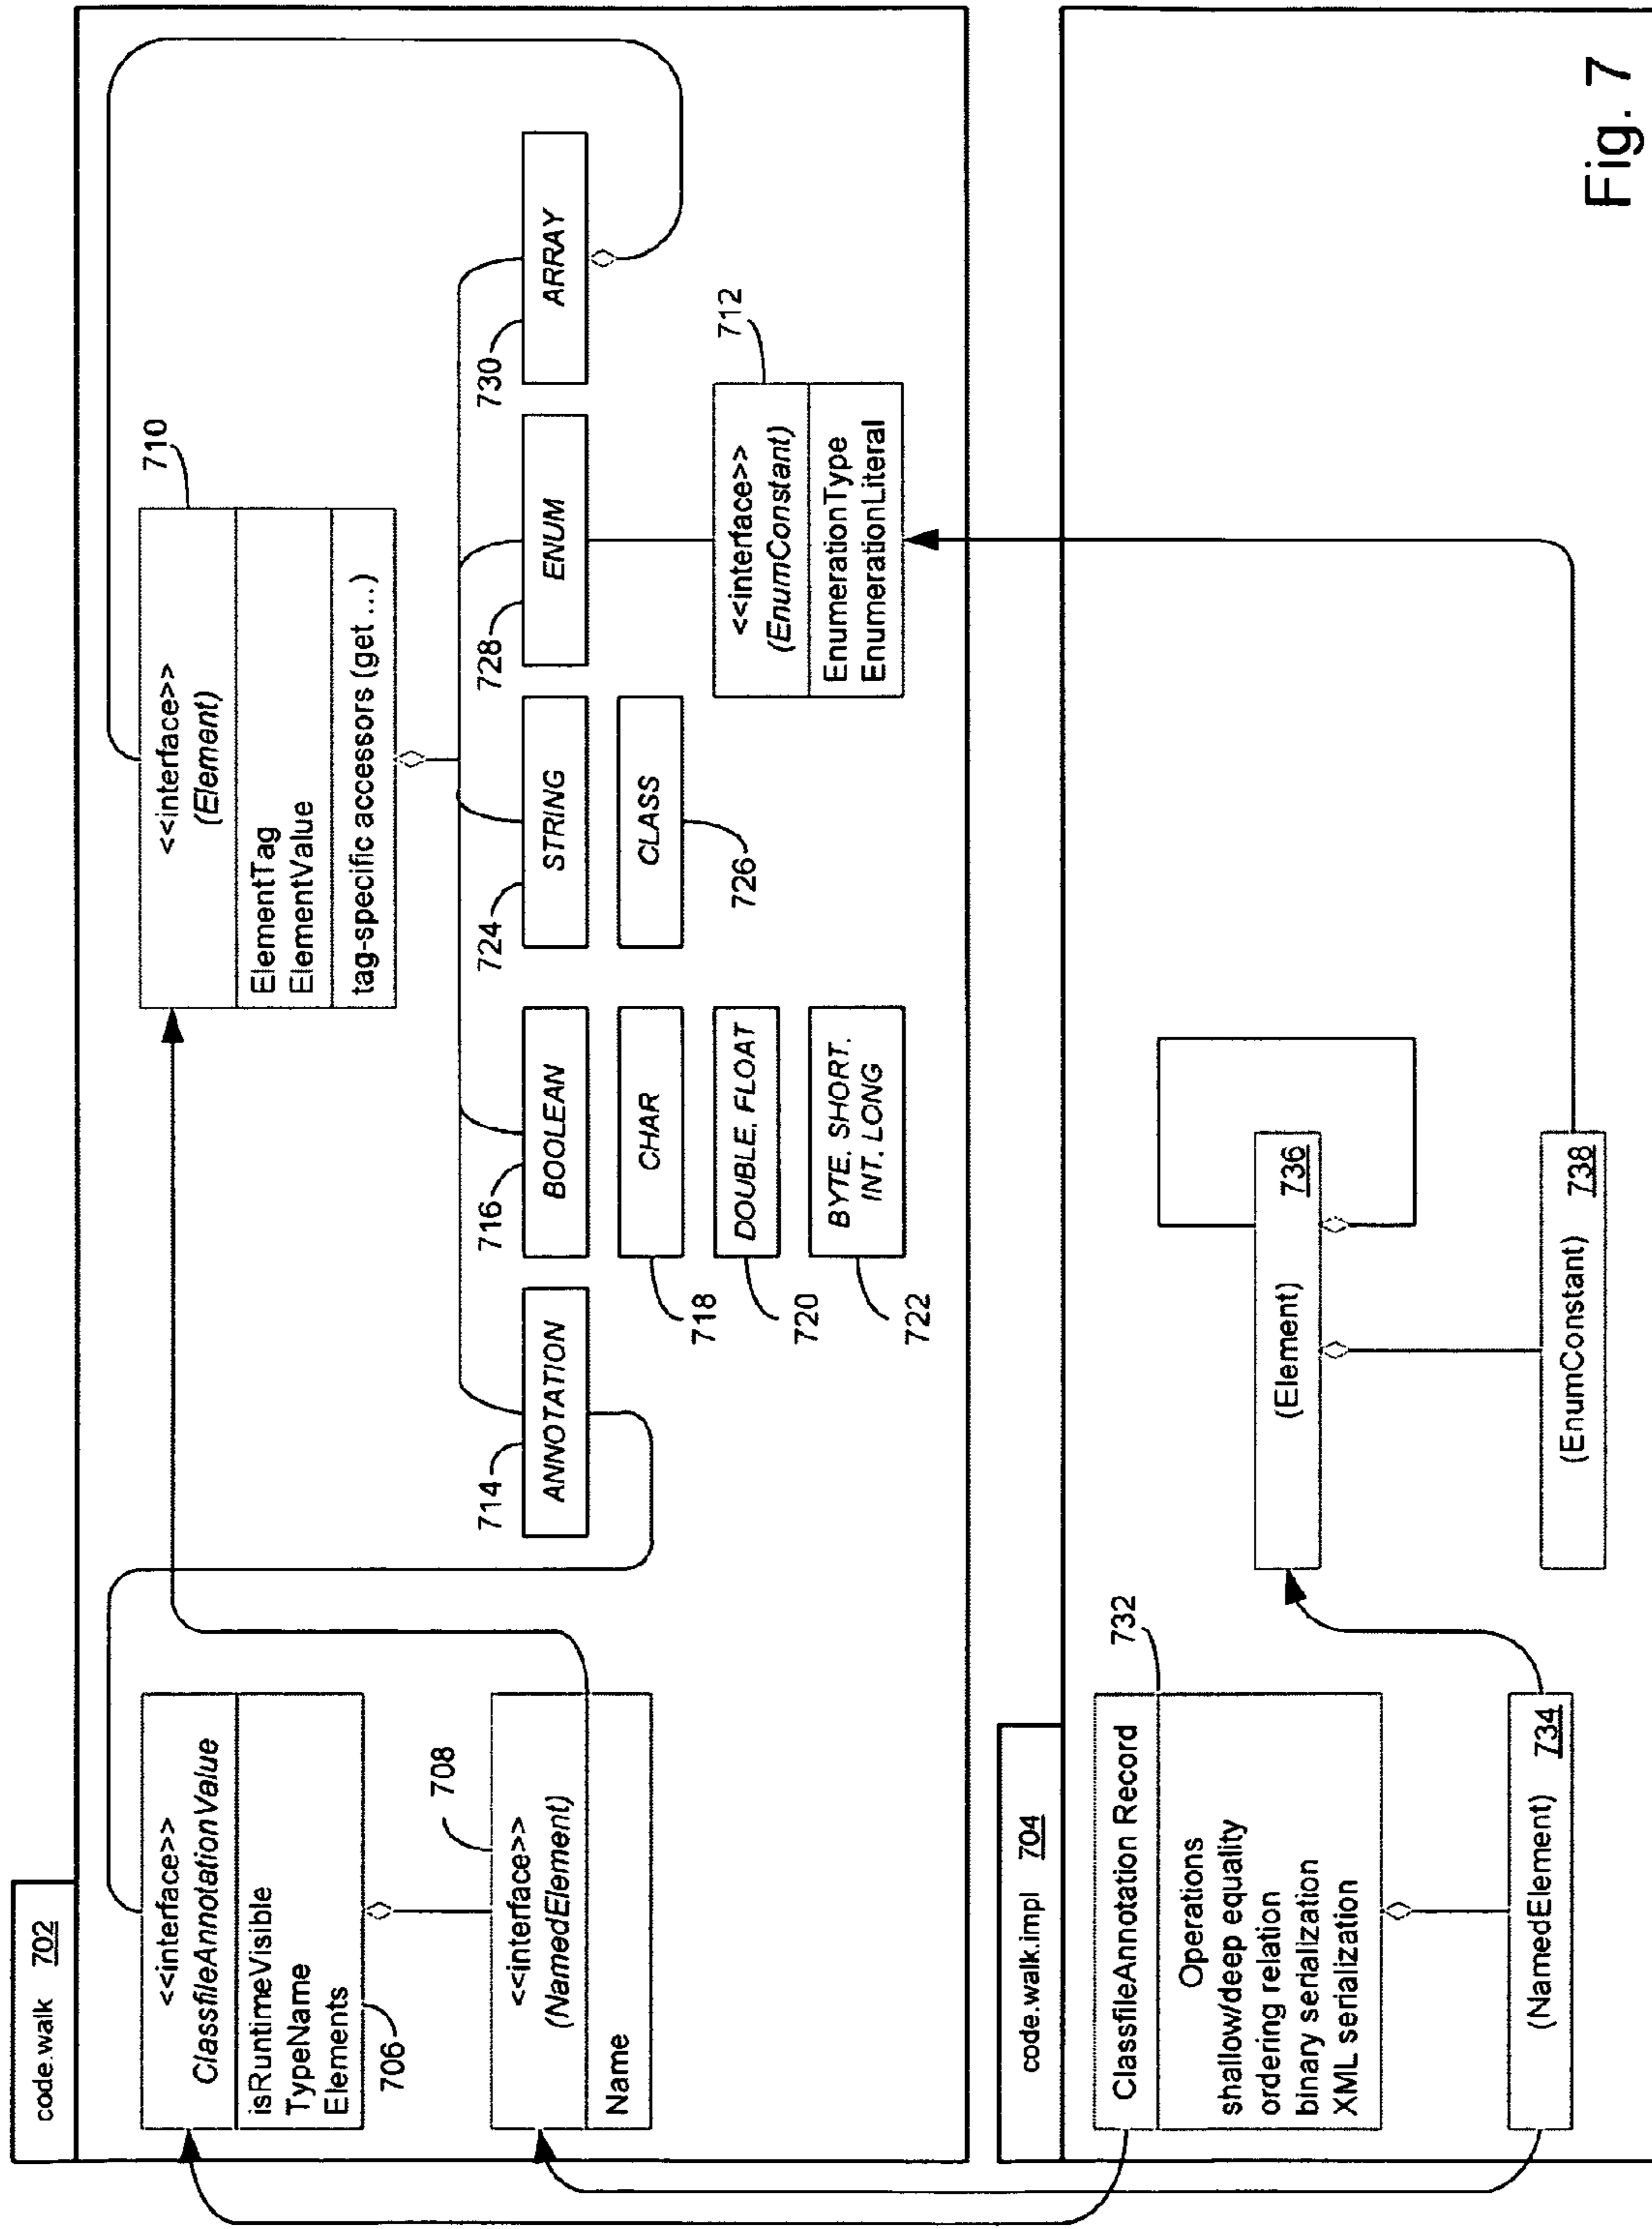 code.walk 702
<<interface>>
ClassfileAnnotationValue
isRuntimeVisible
TypeName
Elements
706
708
<<interface>>
(NamedElement)
Name
710
<<interface>>
(Element)
ElementTag
ElementValue
tag-specific accessors (get ...)
714
ANNOTATION
716
BOOLEAN
CHAR
718
DOUBLE, FLOAT
720
BYTE, SHORT,
INT, LONG
722
724
STRING
CLASS
726
728
ENUM
730
ARRAY
712
<<interface>>
(EnumConstant)
EnumerationType
EnumerationLiteral
code.walk.impl 704
732
ClassfileAnnotation Record
Operations
shallow/deep equality
ordering relation
binary serialization
XML serialization
(NamedElement) 734
(Element) 736
(EnumConstant) 738
Fig. 7